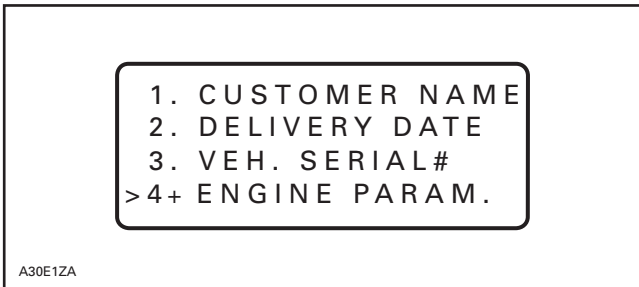 1. CUSTOMER NAME
2. DELIVERY DATE
3. VEH. SERIAL#
>4+ ENGINE PARAM.
A30E1ZA